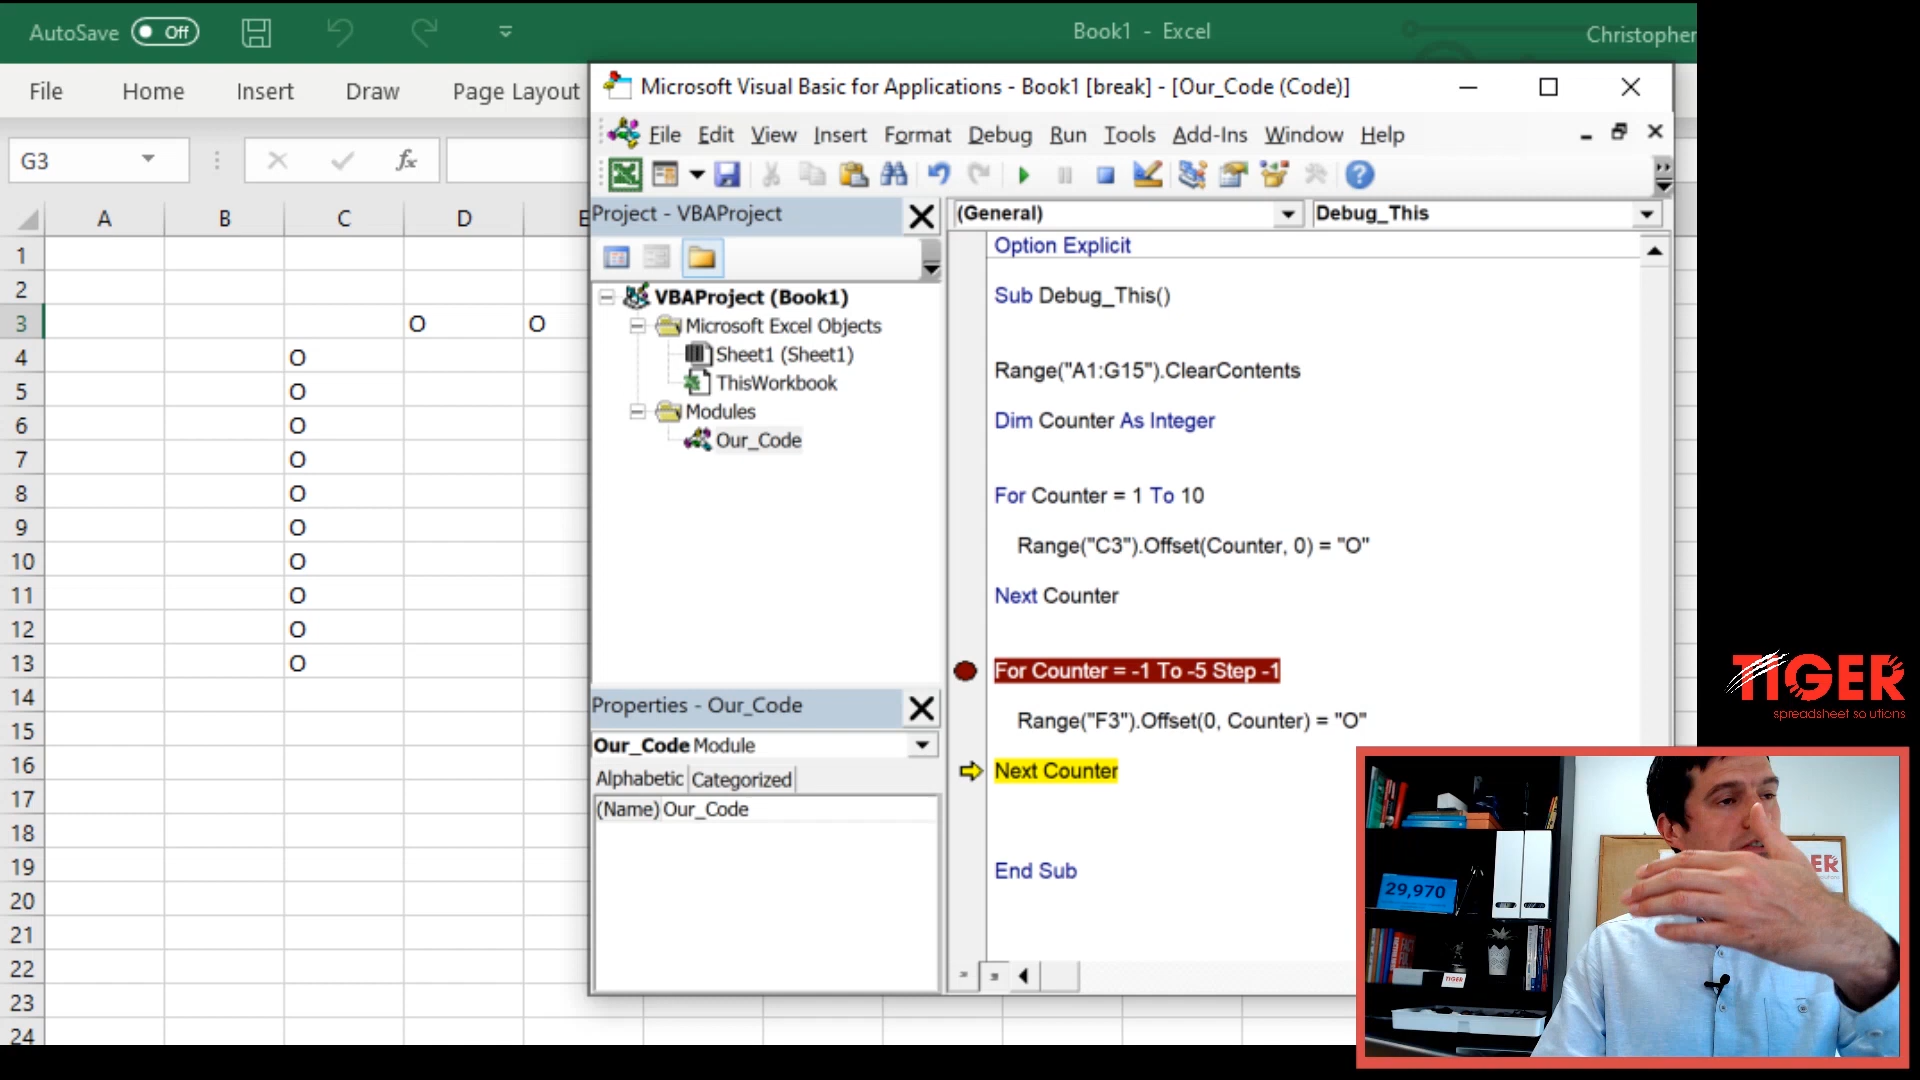 AutoSave Off
Book1 - Excel
Christopher
File Home Insert Draw Page Layout
G3
fx
A B C D E
1
2
3 O O
4 O
5 O
6 O
7 O
8 O
9 O
10 O
11 O
12 O
13 O
14
15
16
17
18
19
20
21
22
23
24
Microsoft Visual Basic for Applications - Book1 [break] - [Our_Code (Code)]
File Edit View Insert Format Debug Run Tools Add-Ins Window Help
Project - VBAProject
VBAProject (Book1)
Microsoft Excel Objects
Sheet1 (Sheet1)
ThisWorkbook
Modules
Our_Code
Properties - Our_Code
Our_Code Module
Alphabetic Categorized
(Name) Our_Code
(General) Debug_This
Option Explicit
Sub Debug_This()
Range("A1:G15").ClearContents
Dim Counter As Integer
For Counter = 1 To 10
Range("C3").Offset(Counter, 0) = "O"
Next Counter
For Counter = -1 To -5 Step -1
Range("F3").Offset(0, Counter) = "O"
Next Counter
End Sub
TIGER
spreadsheet solutions
29,970
ER
TIGER